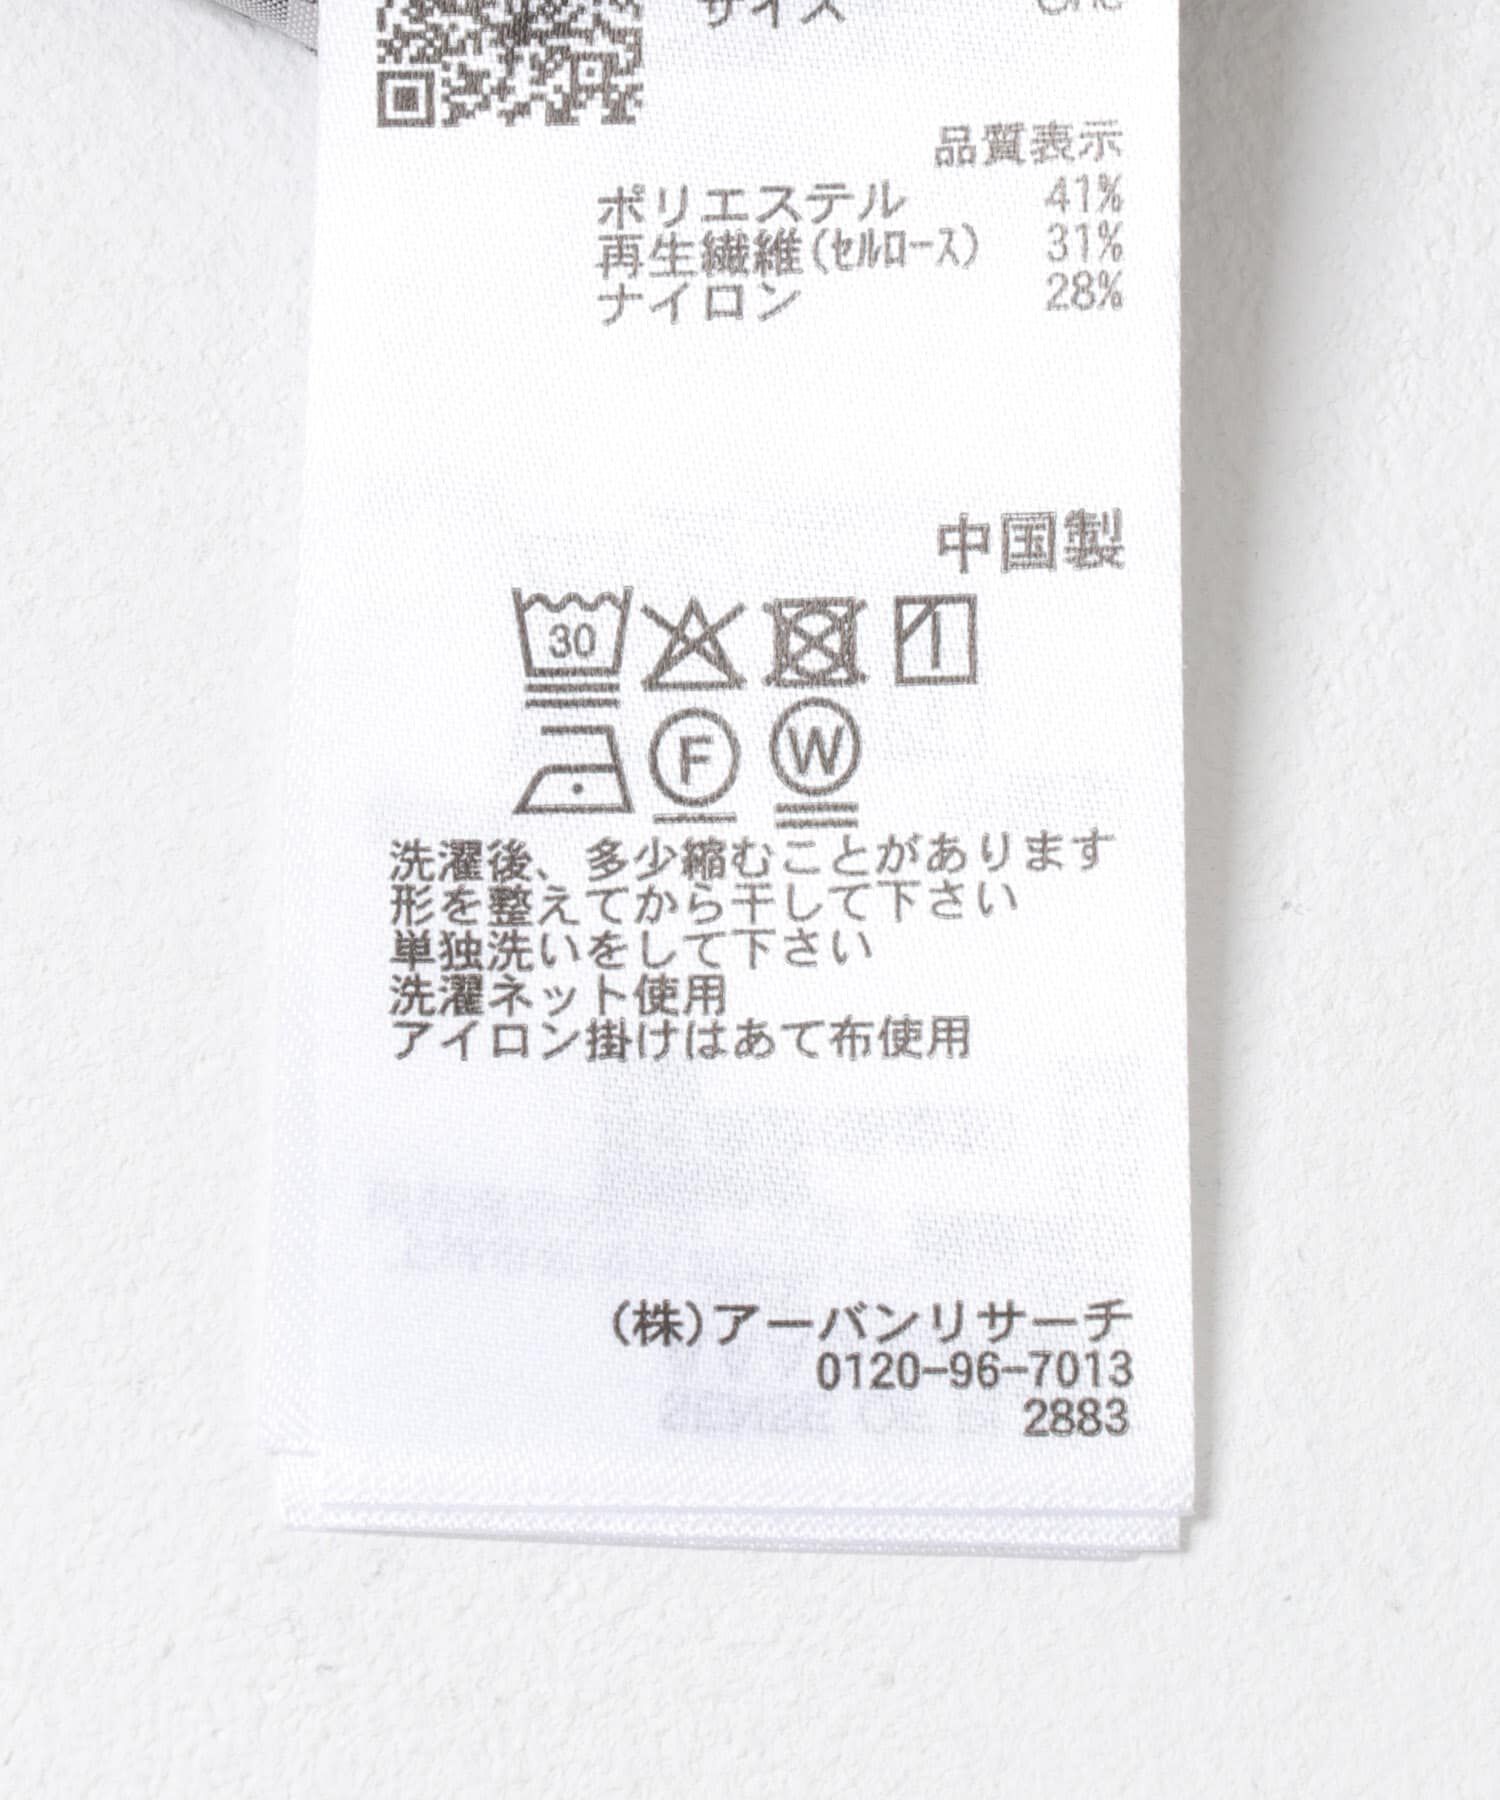 サイズ
品質表示
ポリエステル 41%
再生繊維(セルロース) 31%
ナイロン 28%
中国製
30
F W
洗濯後、多少縮むことがあります
形を整えてから干して下さい
単独洗いをして下さい
洗濯ネット使用
アイロン掛けはあて布使用
(株)アーバンリサーチ
0120-96-7013
2883